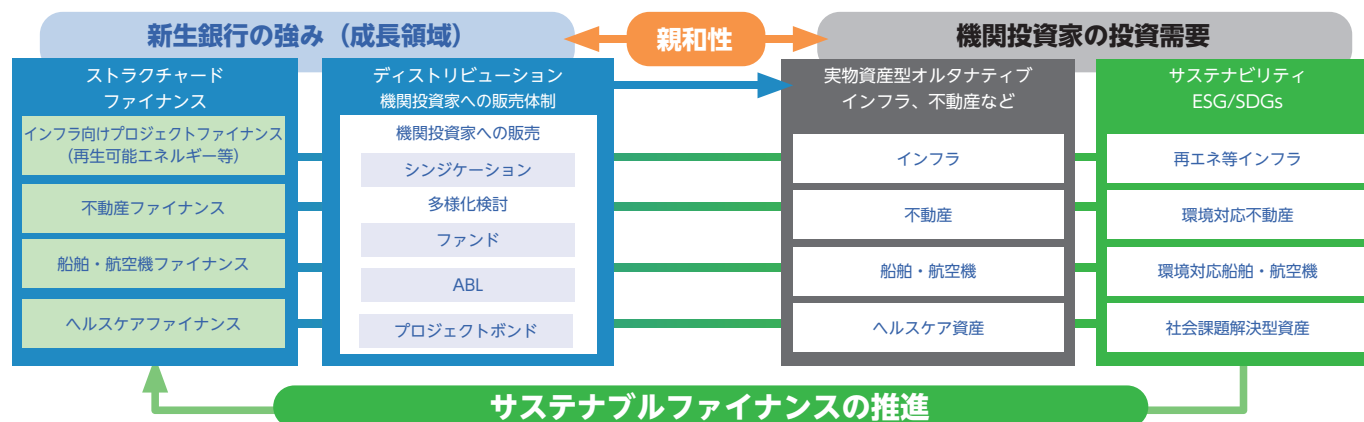 新生銀行の強み（成長領域）
親和性
機関投資家の投資需要
ストラクチャード
ファイナンス
インフラ向けプロジェクトファイナンス
(再生可能エネルギー等)
不動産ファイナンス
船舶・航空機ファイナンス
ヘルスケアファイナンス
ディストリビューション
機関投資家への販売体制
機関投資家への販売
シンジケーション
多様化検討
ファンド
ABL
プロジェクトボンド
実物資産型オルタナティブ
インフラ、不動産など
インフラ
不動産
船舶・航空機
ヘルスケア資産
サステナビリティ
ESG/SDGs
再エネ等インフラ
環境対応不動産
環境対応船舶・航空機
社会課題解決型資産
サステナブルファイナンスの推進